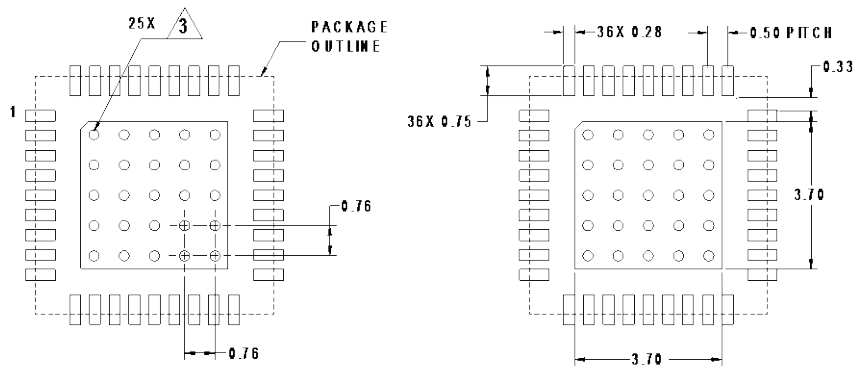 25X 3
PACKAGE
OUTLINE
1
0.76
0.76
36X 0.28
0.50 PITCH
0.33
36X 0.75
3.70
3.70